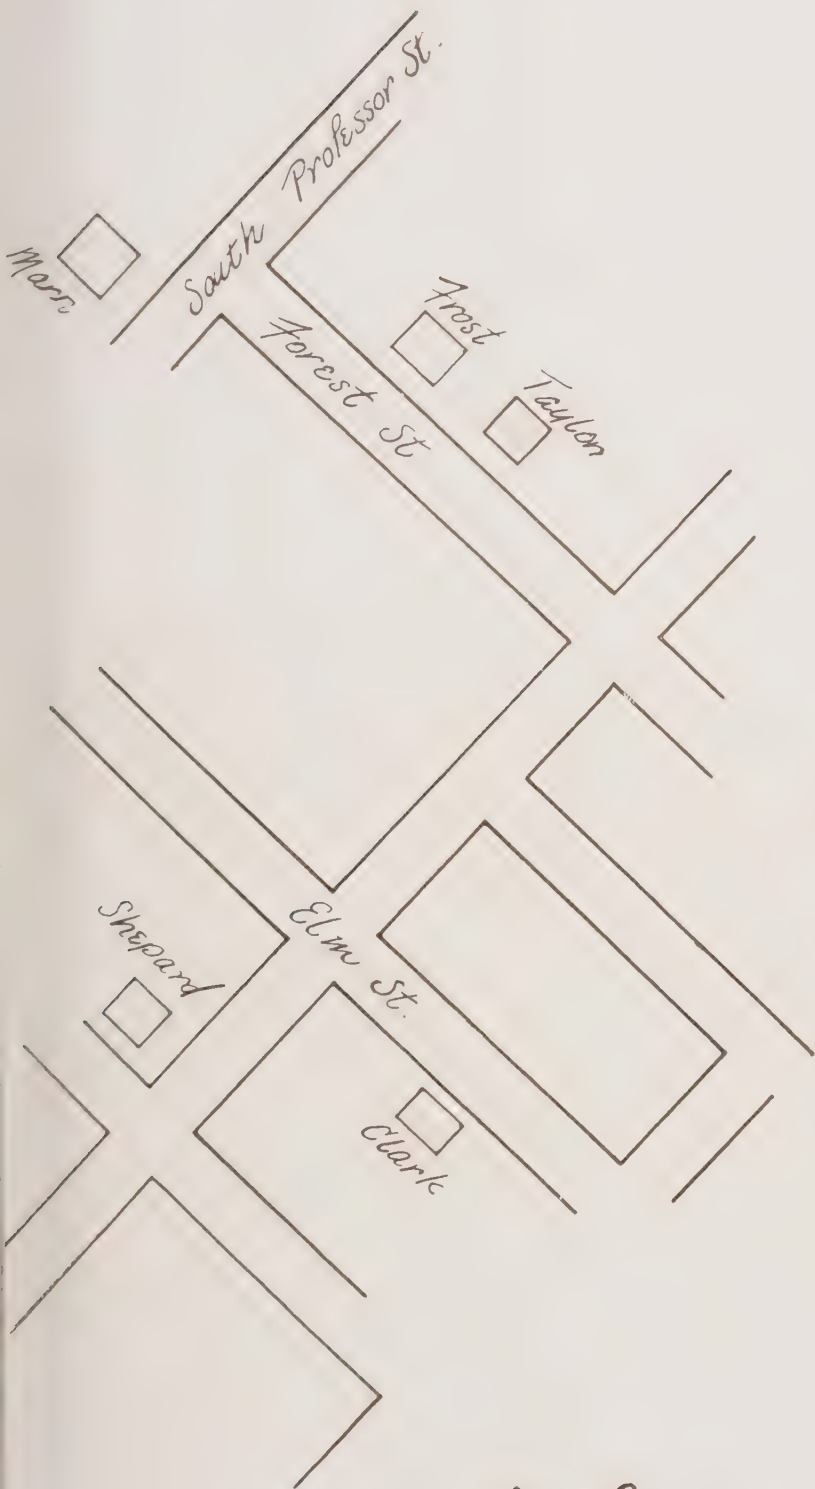 South Professor St.
Marr
Forest St
Frost
Taylor
Shepard
Elm St.
Clark